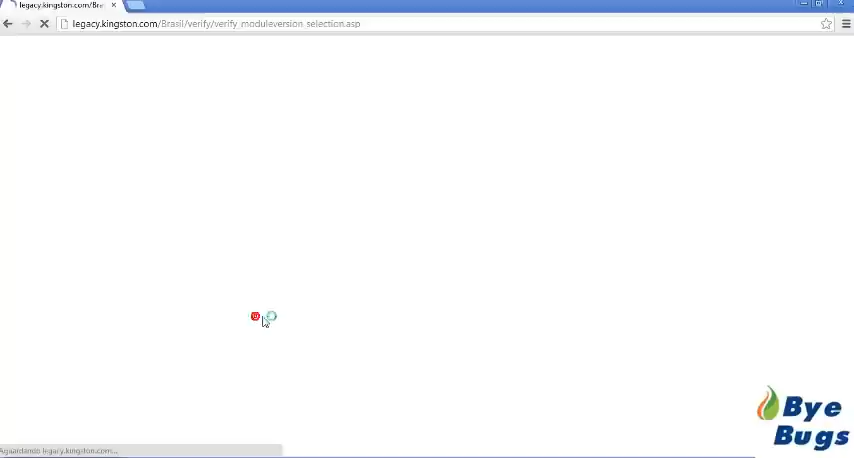 legacy.kingston.com/Bra
legacy.kingston.com/Brasil/verify/verify_moduleversion_selection.asp
Aguardando legacy.kingston.com...
Bye
Bugs